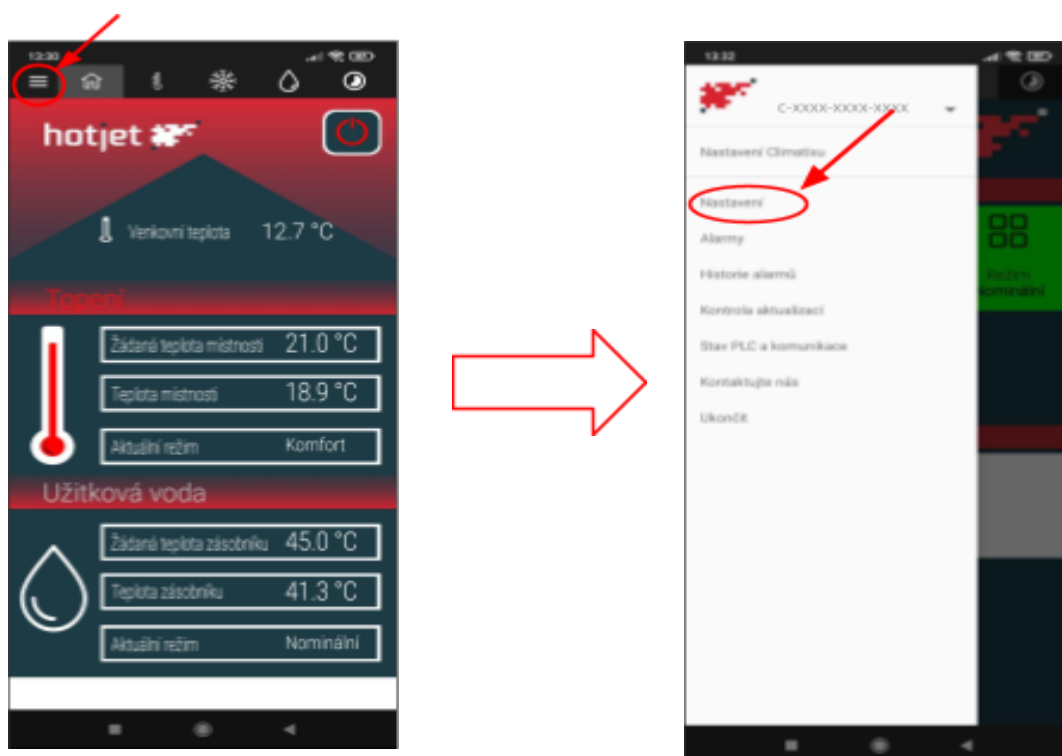 13:30
hotjet
Venkovní teplota 12.7 °C
Topení
Žádaná teplota místnosti 21.0 °C
Teplota místnosti 18.9 °C
Aktuální režim Komfort
Užitková voda
Žádaná teplota zásobníku 45.0 °C
Teplota zásobníku 41.3 °C
Aktuální režim Nominální
13:32
C-XXXX-XXXX-XXXX
Nastavení Climatixu
Nastavení
Alarmy
Historie alarmů
Kontrola aktualizací
Stav PLC a komunikace
Kontaktujte nás
Ukončit
Režim
Nominální